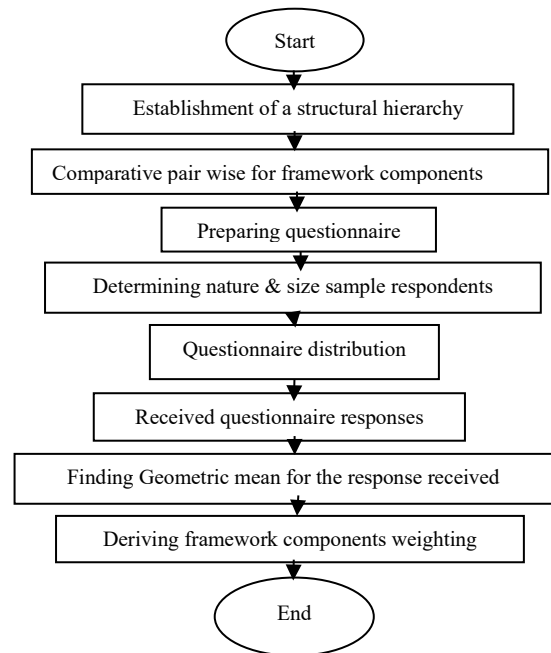 Start
Establishment of a structural hierarchy
Comparative pair wise for framework components
Preparing questionnaire
Determining nature & size sample respondents
Questionnaire distribution
Received questionnaire responses
Finding Geometric mean for the response received
Deriving framework components weighting
End